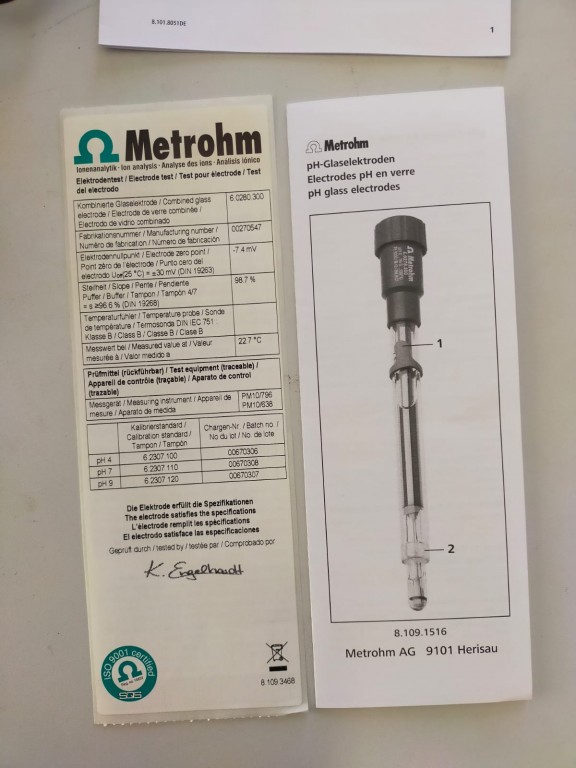 8.101.8051DE
1
Metrohm
Ionenanalytik · Ion analysis · Analyse des ions · Análisis iónico
Elektrodentest / Electrode test / Test pour électrode / Test
del electrodo
Kombinierte Glaselektrode / Combined glass
electrode / Electrode de verre combinée /
Electrodo de vidrio combinado
6.0280.300
Fabrikationsnummer / Manufacturing number /
Numéro de fabrication / Número de fabricación
00270547
Elektrodennullpunkt / Electrode zero point /
Point zéro de l'électrode / Punto cero del
electrodo Uoff(25 °C) = ±30 mV (DIN 19263)
-7.4 mV
Steilheit / Slope / Pente / Pendiente
Puffer / Buffer / Tampon / Tampón 4/7
= s ≥96.6 % (DIN 19268)
98.7 %
Temperaturfühler / Temperature probe / Sonde
de température / Termosonda DIN IEC 751
Klasse B / Class B / Classe B / Clase B
Messwert bei / Measured value at / Valeur
mesurée à / Valor medido a
22.7 °C
Prüfmittel (rückführbar) / Test equipment (traceable) /
Appareil de contrôle (traçable) / Aparato de control
(trazable)
Messgerät / Measuring instrument / Appareil de
mesure / Aparato de medida
PM10/796
PM10/638
Kalibrierstandard /
Calibration standard /
Tampon / Tampón
Chargen-Nr. / Batch no. /
No du lot / No. de lote
pH 4 6.2307.100 00670306
pH 7 6.2307.110 00670308
pH 9 6.2307.120 00670307
Die Elektrode erfüllt die Spezifikationen
The electrode satisfies the specifications
L'électrode remplit les spécifications
El electrodo satisface las especificaciones
Geprüft durch / tested by / testée par / Comprobado por
K. Engelhardt
ISO 9001 certified
SGS
8.109.3468
Metrohm
pH-Glaselektroden
Electrodes pH en verre
pH glass electrodes
Metrohm
1
2
8.109.1516
Metrohm AG 9101 Herisau